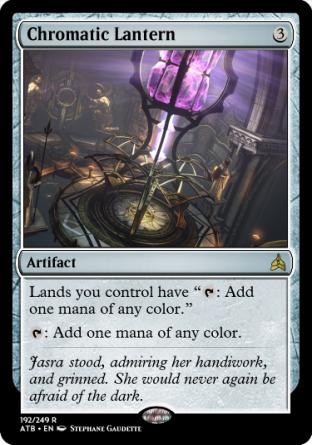 Chromatic Lantern 3
Artifact
Lands you control have “: Add
one mana of any color.”
: Add one mana of any color.
Jasra stood, admiring her handiwork,
and grinned. She would never again be
afraid of the dark.
192/249 R
ATB • EN Stephane Gaudette